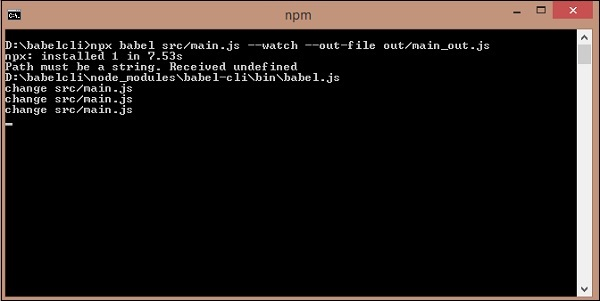 npm
D:\babelcli>npx babel src/main.js --watch --out-file out/main_out.js
npx: installed 1 in 7.53s
Path must be a string. Received undefined
D:\babelcli\node_modules\babel-cli\bin\babel.js
change src/main.js
change src/main.js
change src/main.js